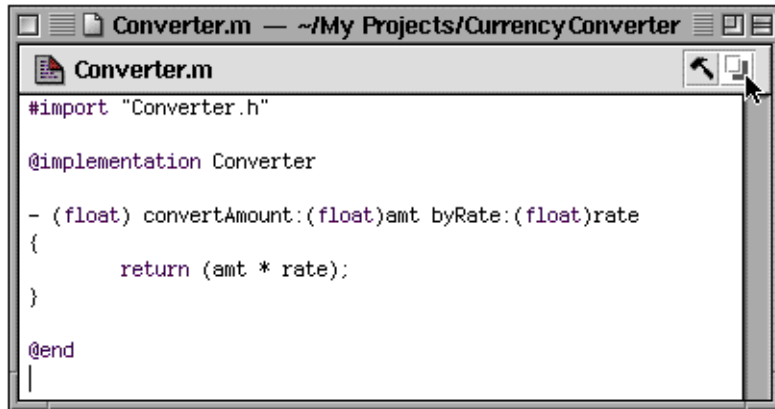 Converter.m — ~/My Projects/CurrencyConverter
Converter.m
#import "Converter.h"
@implementation Converter
- (float) convertAmount:(float)amt byRate:(float)rate
{
return (amt * rate);
}
@end